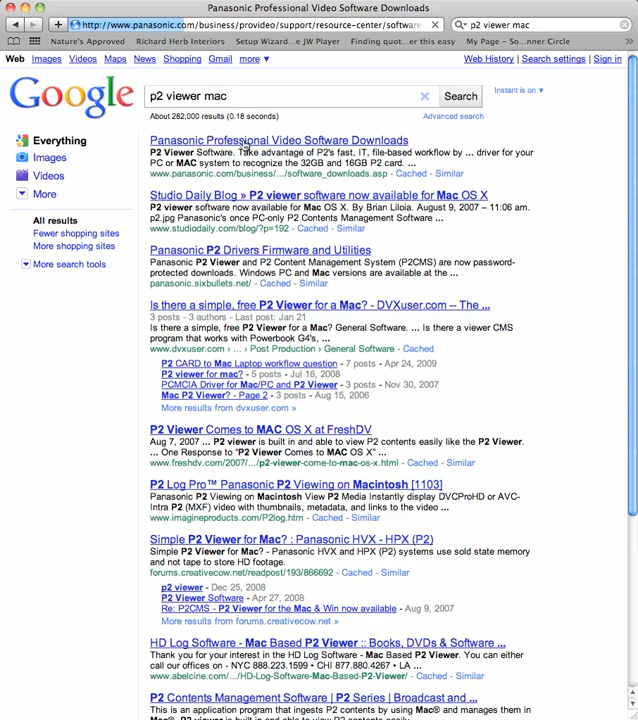 Panasonic Professional Video Software Downloads
http://www.panasonic.com/business/provideo/support/resource-center/software-
p2 viewer mac
Nature's Approved Richard Herb Interiors Setup Wizard...e JW Player Finding quot...er this easy My Page - So...nner Circle
Web Images Videos Maps News Shopping Gmail more ▼ Web History | Search settings | Sign in
Google
p2 viewer mac
Search
Instant is on ▼
About 282,000 results (0.18 seconds)
Advanced search
Everything
Images
Videos
More
All results
Fewer shopping sites
More shopping sites
More search tools
Panasonic Professional Video Software Downloads
P2 Viewer Software. Take advantage of P2's fast, IT, file-based workflow by ... driver for your
PC or MAC system to recognize the 32GB and 16GB P2 card. ...
www.panasonic.com/business/.../software_downloads.asp - Cached - Similar
Studio Daily Blog » P2 viewer software now available for Mac OS X
P2 viewer software now available for Mac OS X. By Brian Liloia. August 9, 2007 – 11:06 am.
p2.jpg Panasonic's once PC-only P2 Contents Management Software ...
www.studiodaily.com/blog/?p=192 - Cached - Similar
Panasonic P2 Drivers Firmware and Utilities
Panasonic P2 Viewer and P2 Content Management System (P2CMS) are now password-
protected downloads. Windows PC and Mac versions are available at the ...
panasonic.sixbullets.net/ - Cached - Similar
Is there a simple, free P2 Viewer for a Mac? - DVXuser.com -- The ...
3 posts - 3 authors - Last post: Jan 21
Is there a simple, free P2 Viewer for a Mac? General Software. ... Is there a viewer CMS
program that works with Powerbook G4's, ...
www.dvxuser.com › ... › Post Production › General Software - Cached
P2 CARD to Mac Laptop workflow question - 7 posts - Apr 24, 2009
P2 viewer for mac? - 5 posts - Jul 16, 2008
PCMCIA Driver for Mac/PC and P2 Viewer - 3 posts - Nov 30, 2007
Mac P2 Viewer? - Page 2 - 3 posts - Aug 15, 2006
More results from dvxuser.com »
P2 Viewer Comes to MAC OS X at FreshDV
Aug 7, 2007 ... P2 viewer is built in and able to view P2 contents easily like the P2 Viewer.
... One Response to "P2 Viewer Comes to MAC OS X" ...
www.freshdv.com/2007/.../p2-viewer-come-to-mac-os-x.html - Cached - Similar
P2 Log Pro™ Panasonic P2 Viewing on Macintosh [1103]
Panasonic P2 Viewing on Macintosh View P2 Media Instantly display DVCProHD or AVC-
Intra P2 (MXF) video with thumbnails, metadata, and links to the video ...
www.imagineproducts.com/P2log.htm - Cached - Similar
Simple P2 Viewer for Mac? : Panasonic HVX - HPX (P2)
Simple P2 Viewer for Mac? - Panasonic HVX and HPX (P2) systems use solid state memory
and not tape to store HD footage.
forums.creativecow.net/readpost/193/866692 - Cached - Similar
p2 viewer - Dec 25, 2008
P2 Viewer Software - Apr 27, 2008
Re: P2CMS - P2 Viewer for the Mac & Win now available - Aug 9, 2007
More results from forums.creativecow.net »
HD Log Software - Mac Based P2 Viewer :: Books, DVDs & Software ...
Thank you for your interest in the HD Log Software - Mac Based P2 Viewer. You can either
call our offices on - NYC 888.223.1599 • CHI 877.880.4267 • LA ...
www.abelcine.com/.../HD-Log-Software-Mac-Based-P2-Viewer/ - Cached - Similar
P2 Contents Management Software | P2 Series | Broadcast and ...
A program that ingests P2 contents by using Mac® and manages them in
Mac®. P2 viewer is built in and able to view P2 contents